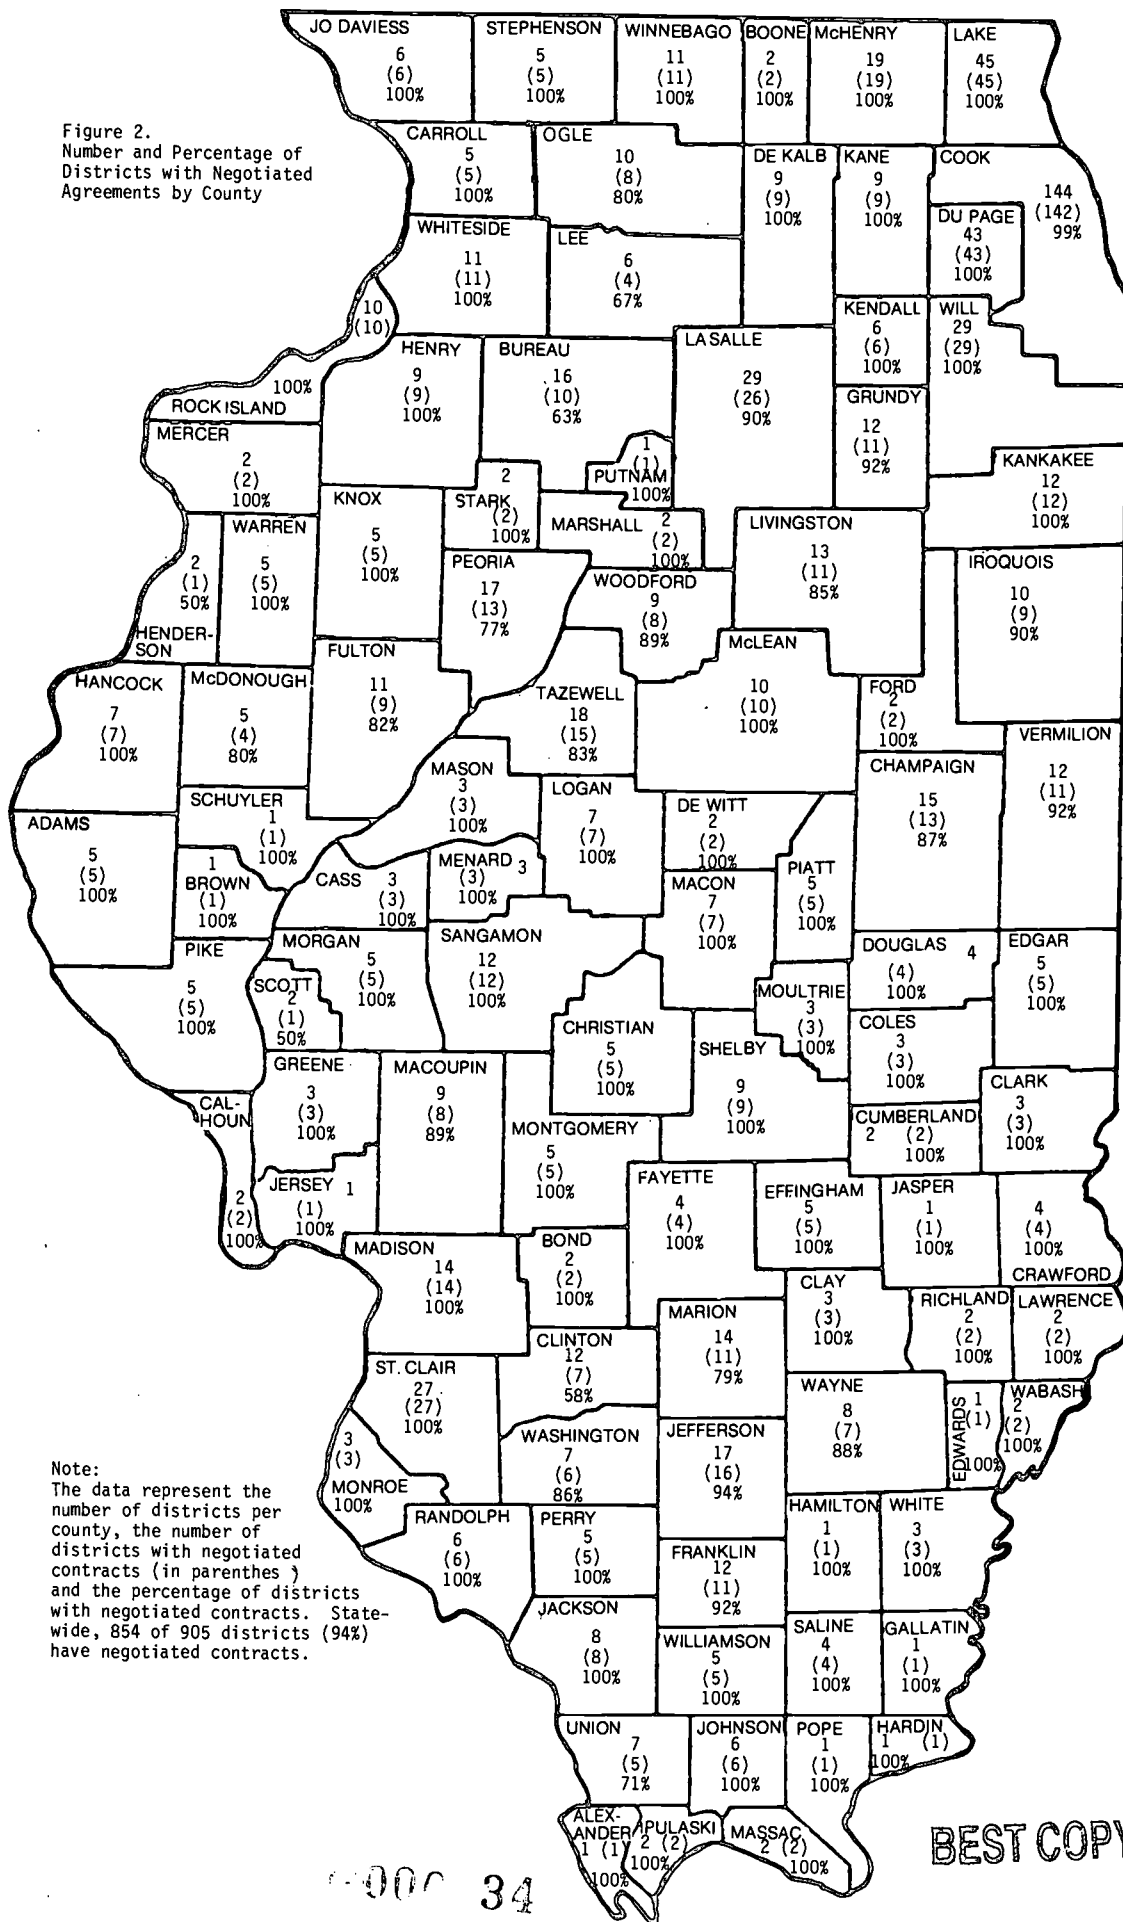 JO DAVIESS
6
(6)
100%
STEPHENSON
5
(5)
100%
WINNEBAGO
11
(11)
100%
BOONE
2
(2)
100%
McHENRY
19
(19)
100%
LAKE
45
(45)
100%
Figure 2.
Number and Percentage of
Districts with Negotiated
Agreements by County
CARROLL
5
(5)
100%
OGLE
10
(8)
80%
DE KALB
9
(9)
100%
KANE
9
(9)
100%
COOK
144
(142)
99%
DU PAGE
43
(43)
100%
WHITESIDE
11
(11)
100%
LEE
6
(4)
67%
10
(10)
100%
ROCK ISLAND
HENRY
9
(9)
100%
BUREAU
16
(10)
63%
LA SALLE
29
(26)
90%
KENDALL
6
(6)
100%
WILL
29
(29)
100%
GRUNDY
12
(11)
92%
MERCER
2
(2)
100%
1
(1)
PUTNAM
100%
KANKAKEE
12
(12)
100%
KNOX
5
(5)
100%
2
STARK
(2)
100%
MARSHALL
2
(2)
100%
LIVINGSTON
13
(11)
85%
WARREN
5
(5)
100%
2
(1)
50%
HENDER-
SON
PEORIA
17
(13)
77%
WOODFORD
9
(8)
89%
IROQUOIS
10
(9)
90%
HANCOCK
7
(7)
100%
McDONOUGH
5
(4)
80%
FULTON
11
(9)
82%
TAZEWELL
18
(15)
83%
McLEAN
10
(10)
100%
FORD
2
(2)
100%
VERMILION
12
(11)
92%
MASON
3
(3)
100%
LOGAN
7
(7)
100%
DE WITT
2
(2)
100%
CHAMPAIGN
15
(13)
87%
ADAMS
5
(5)
100%
SCHUYLER
1
(1)
100%
1
BROWN
(1)
100%
CASS
3
(3)
100%
MENARD
3
(3)
100%
MACON
7
(7)
100%
PIATT
5
(5)
100%
PIKE
5
(5)
100%
SCOTT
2
(1)
50%
MORGAN
5
(5)
100%
SANGAMON
12
(12)
100%
CHRISTIAN
5
(5)
100%
MOULTRIE
3
(3)
100%
DOUGLAS
4
(4)
100%
EDGAR
5
(5)
100%
SHELBY
9
(9)
100%
COLES
3
(3)
100%
CAL-
HOUN
2
(2)
100%
GREENE
3
(3)
100%
MACOUPIN
9
(8)
89%
MONTGOMERY
5
(5)
100%
CUMBERLAND
2
(2)
100%
CLARK
3
(3)
100%
JERSEY
1
(1)
100%
FAYETTE
4
(4)
100%
EFFINGHAM
5
(5)
100%
JASPER
1
(1)
100%
4
(4)
100%
CRAWFORD
MADISON
14
(14)
100%
BOND
2
(2)
100%
CLAY
3
(3)
100%
RICHLAND
2
(2)
100%
LAWRENCE
2
(2)
100%
CLINTON
12
(7)
58%
MARION
14
(11)
79%
ST. CLAIR
27
(27)
100%
WAYNE
8
(7)
88%
EDWARDS
1
(1)
100%
WABASH
2
(2)
100%
WASHINGTON
7
(6)
86%
JEFFERSON
17
(16)
94%
3
(3)
MONROE
100%
RANDOLPH
6
(6)
100%
PERRY
5
(5)
100%
HAMILTON
1
(1)
100%
WHITE
3
(3)
100%
Note:
The data represent the
number of districts per
county, the number of
districts with negotiated
contracts (in parenthes )
and the percentage of districts
with negotiated contracts. State-
wide, 854 of 905 districts (94%)
have negotiated contracts.
FRANKLIN
12
(11)
92%
JACKSON
8
(8)
100%
WILLIAMSON
5
(5)
100%
SALINE
4
(4)
100%
GALLATIN
1
(1)
100%
UNION
7
(5)
71%
JOHNSON
6
(6)
100%
POPE
1
(1)
100%
HARDIN
1 (1)
100%
ALEX-
ANDER
1 (1)
100%
PULASKI
2 (2)
100%
MASSAC
2 (2)
100%
BEST COPY
34